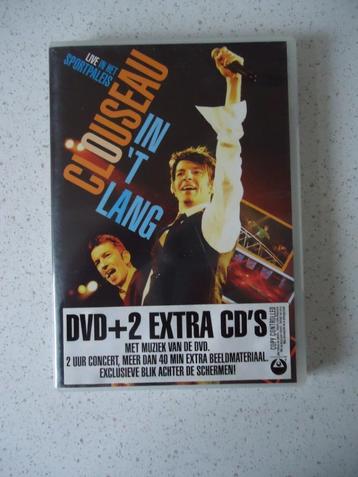 LIVE IN HET
SPORTPALEIS
CLOUSEAU
IN
'T
LANG
DVD+2 EXTRA CD'S
MET MUZIEK VAN DE DVD.
2 UUR CONCERT, MEER DAN 40 MIN EXTRA BEELDMATERIAAL.
EXCLUSIEVE BLIK ACHTER DE SCHERMEN!
COPY CONTROLLED